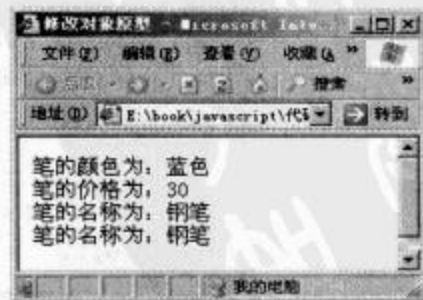 修改对象原型 - Microsoft Inte
文件(F) 编辑(E) 查看(V) 收藏(A »
搜索 »
地址(D) E:\book\javascript\代 转到
笔的颜色为：蓝色
笔的价格为：30
笔的名称为：钢笔
笔的名称为：钢笔
我的电脑